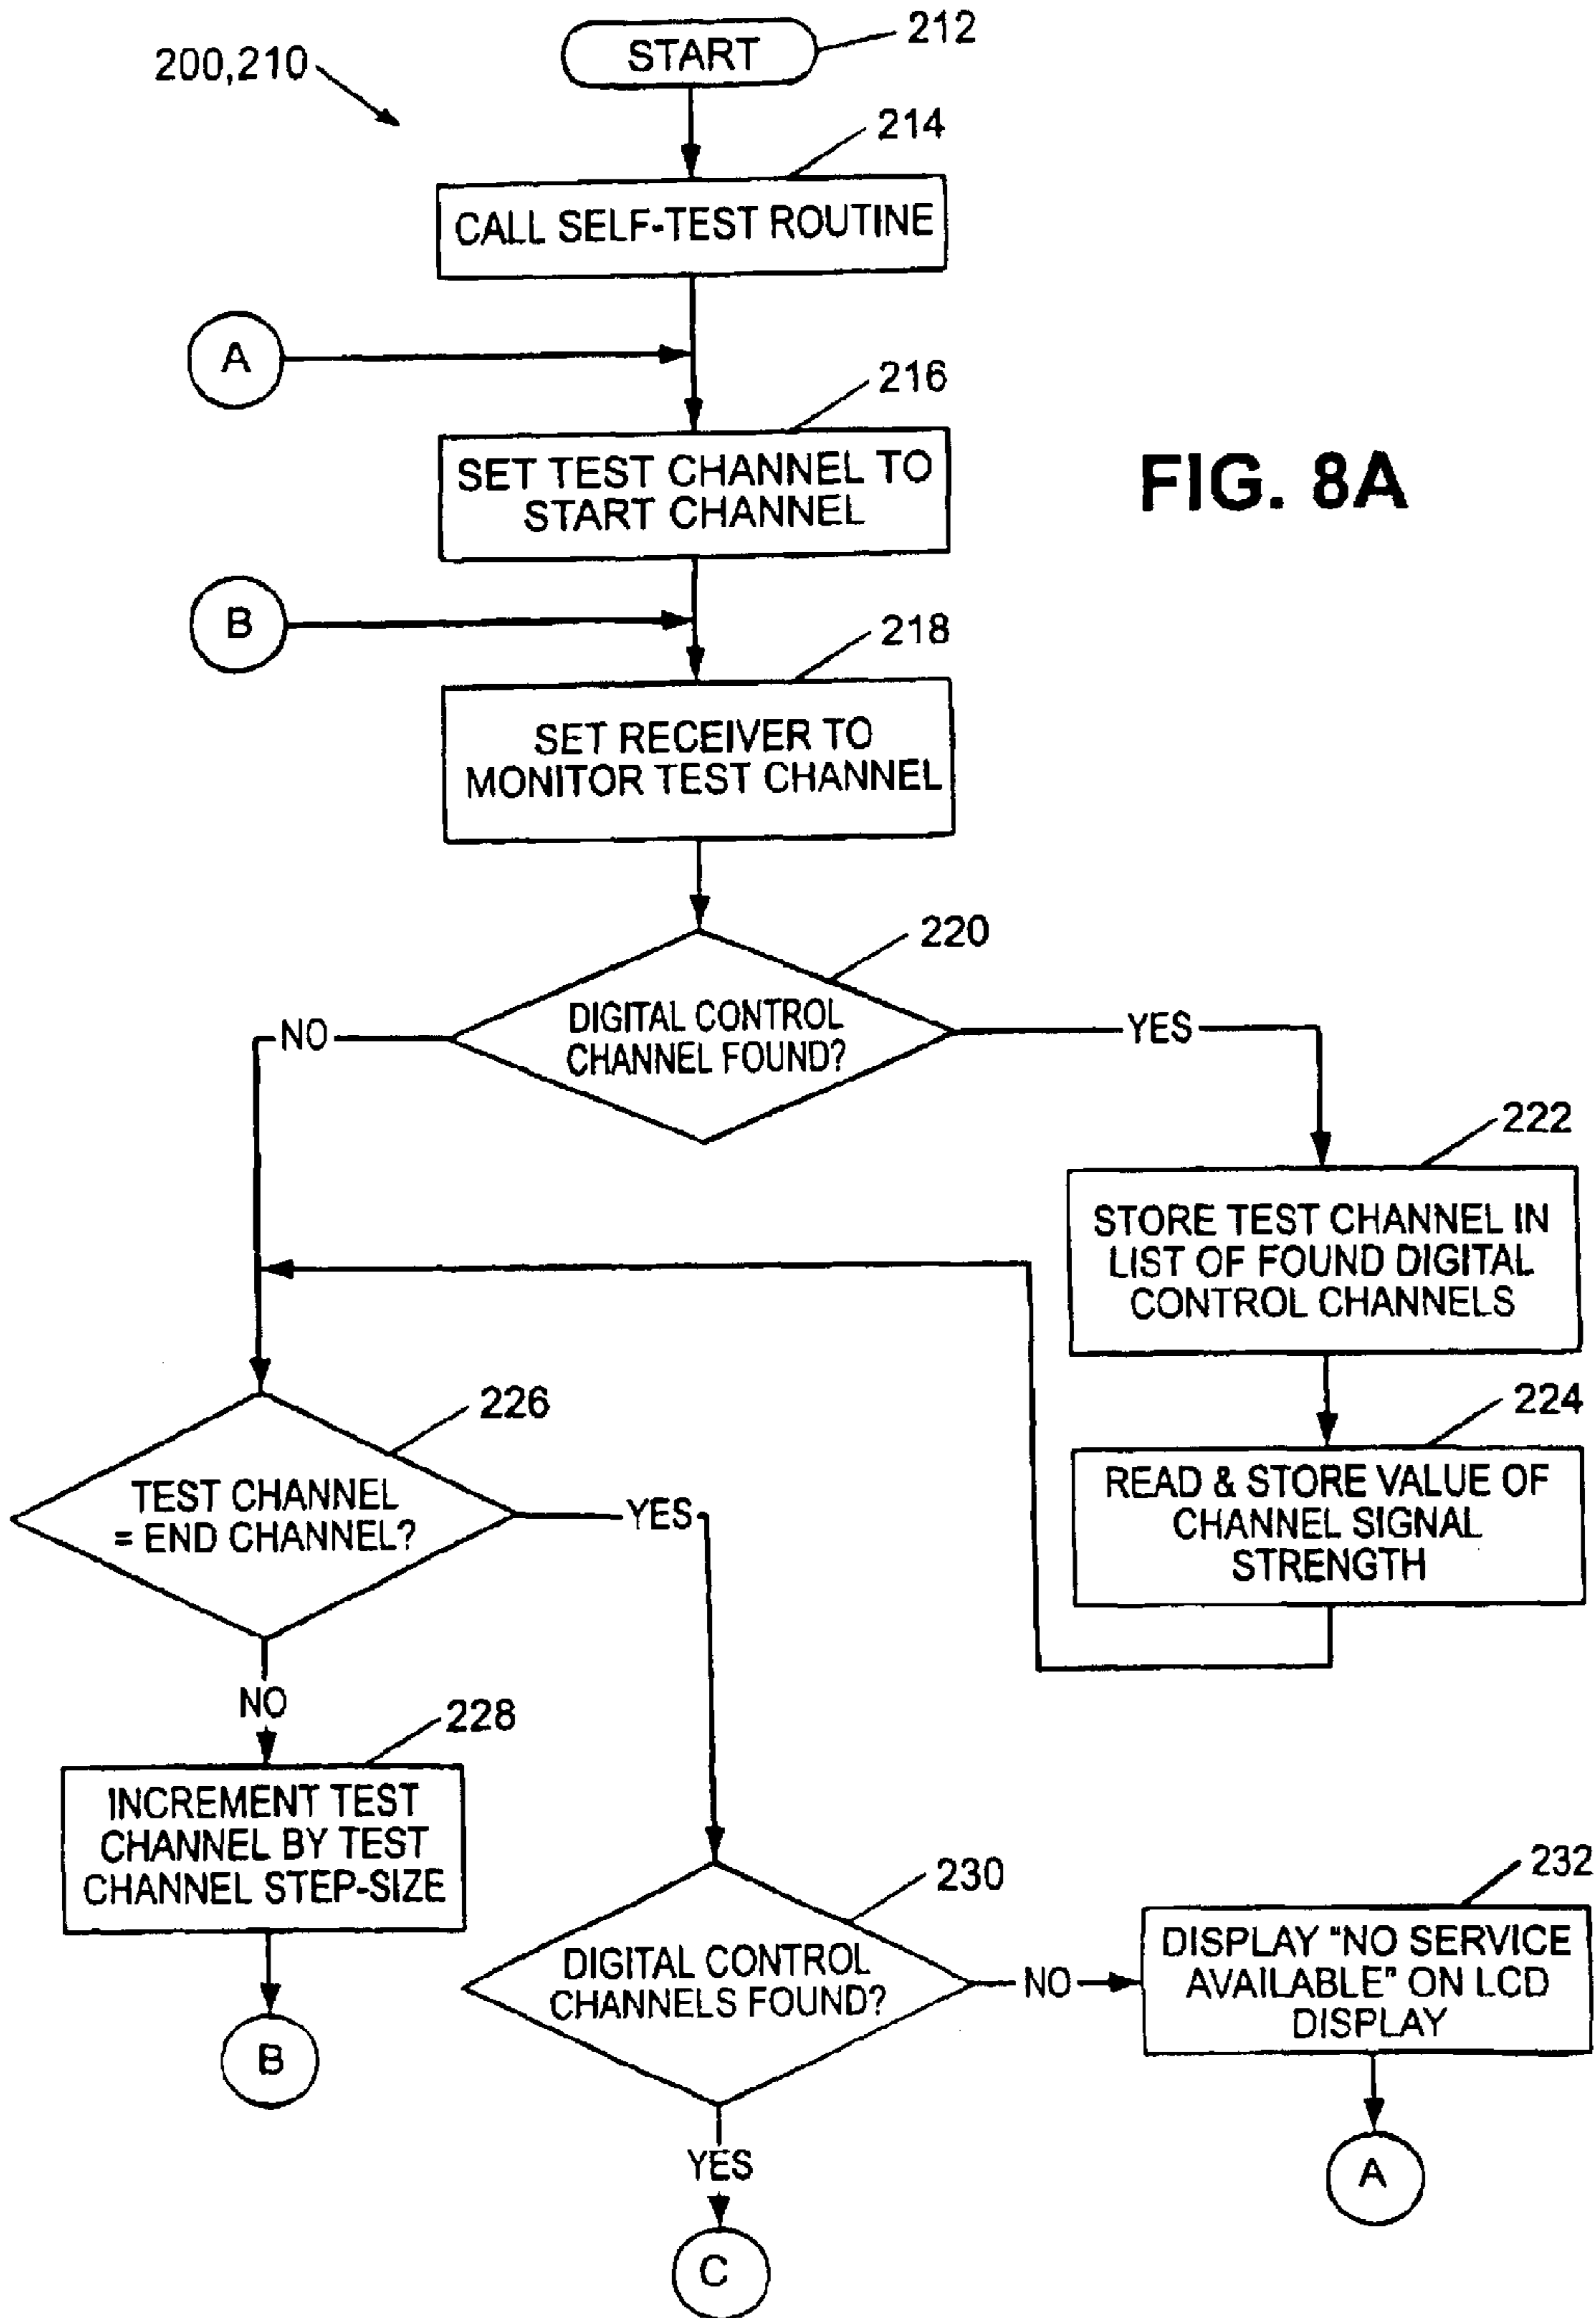 START
212
200,210
214
CALL SELF-TEST ROUTINE
A
216
SET TEST CHANNEL TO
START CHANNEL
FIG. 8A
B
218
SET RECEIVER TO
MONITOR TEST CHANNEL
220
DIGITAL CONTROL
CHANNEL FOUND?
NO
YES
222
STORE TEST CHANNEL IN
LIST OF FOUND DIGITAL
CONTROL CHANNELS
224
READ & STORE VALUE OF
CHANNEL SIGNAL
STRENGTH
226
TEST CHANNEL
= END CHANNEL?
YES
NO
228
INCREMENT TEST
CHANNEL BY TEST
CHANNEL STEP-SIZE
B
230
DIGITAL CONTROL
CHANNELS FOUND?
NO
232
DISPLAY "NO SERVICE
AVAILABLE" ON LCD
DISPLAY
A
YES
C